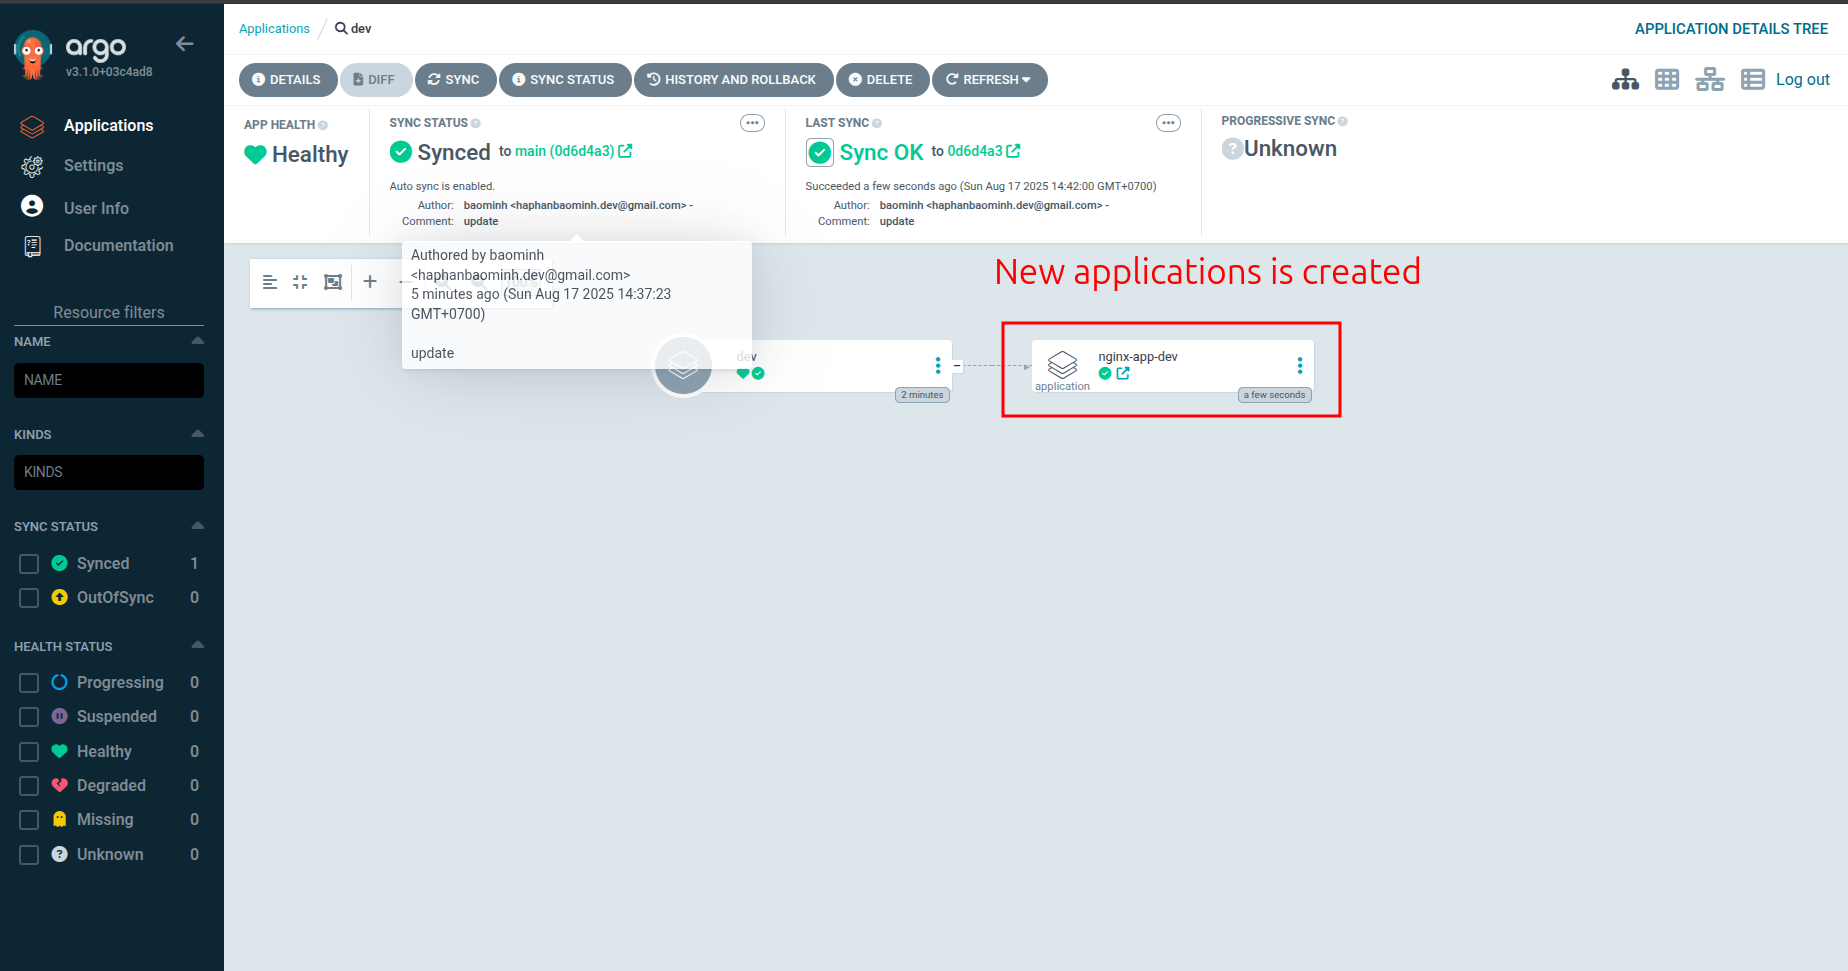 argo
v3.1.0+03c4ad8
Applications
Settings
User Info
Documentation
Resource filters
NAME
NAME
KINDS
KINDS
SYNC STATUS
Synced 1
OutOfSync 0
HEALTH STATUS
Progressing 0
Suspended 0
Healthy 0
Degraded 0
Missing 0
Unknown 0
Applications / dev
APPLICATION DETAILS TREE
DETAILS DIFF SYNC SYNC STATUS HISTORY AND ROLLBACK DELETE REFRESH
Log out
APP HEALTH
Healthy
SYNC STATUS
Synced to main (0d6d4a3)
Auto sync is enabled.
Author: baominh <haphanbaominh.dev@gmail.com> -
Comment: update
LAST SYNC
Sync OK to 0d6d4a3
Succeeded a few seconds ago (Sun Aug 17 2025 14:42:00 GMT+0700)
Author: baominh <haphanbaominh.dev@gmail.com> -
Comment: update
PROGRESSIVE SYNC
Unknown
Authored by baominh
<haphanbaominh.dev@gmail.com>
5 minutes ago (Sun Aug 17 2025 14:37:23
GMT+0700)
update
100%
New applications is created
dev
2 minutes
nginx-app-dev
application
a few seconds